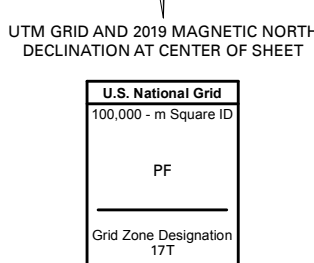 UTM GRID AND 2019 MAGNETIC NORTH
DECLINATION AT CENTER OF SHEET
U.S. National Grid
100,000 - m Square ID
PF
Grid Zone Designation
17T